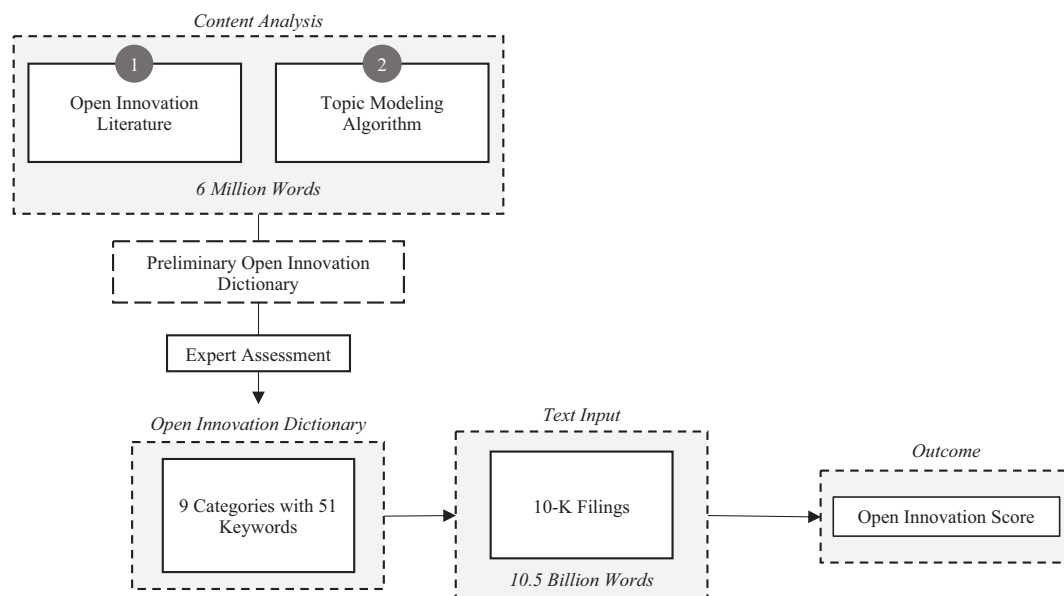 Content Analysis
1
Open Innovation
Literature
2
Topic Modeling
Algorithm
6 Million Words
Preliminary Open Innovation
Dictionary
Expert Assessment
Open Innovation Dictionary
9 Categories with 51
Keywords
Text Input
10-K Filings
10.5 Billion Words
Outcome
Open Innovation Score